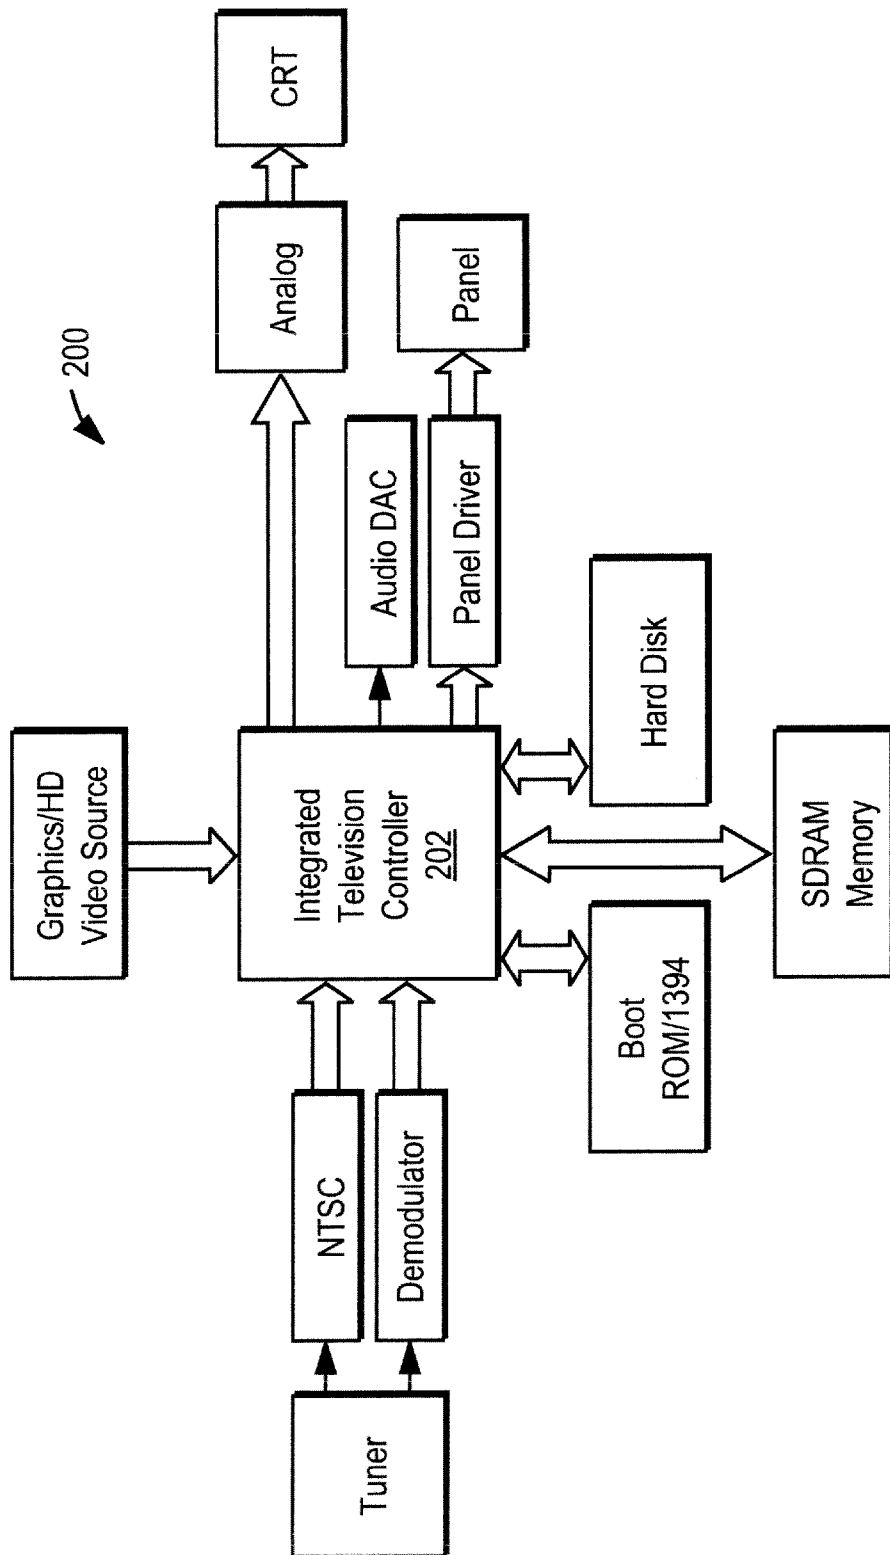 200
Graphics/HD
Video Source
Tuner
NTSC
Demodulator
Integrated
Television
Controller
202
Analog
CRT
Audio DAC
Panel Driver
Panel
Boot
ROM/1394
Hard Disk
SDRAM
Memory